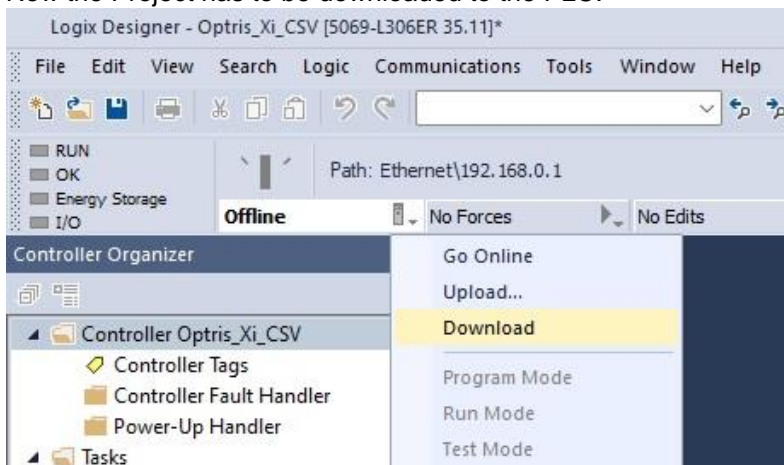 Now the Project has to be downloaded to the PLC.
Logix Designer - Optris_Xi_CSV [5069-L306ER 35.11]*
File Edit View Search Logic Communications Tools Window Help
RUN
OK
Energy Storage
I/O
Path: Ethernet\192.168.0.1
Offline No Forces No Edits
Controller Organizer
Go Online
Upload...
Download
Program Mode
Run Mode
Test Mode
Controller Optris_Xi_CSV
Controller Tags
Controller Fault Handler
Power-Up Handler
Tasks